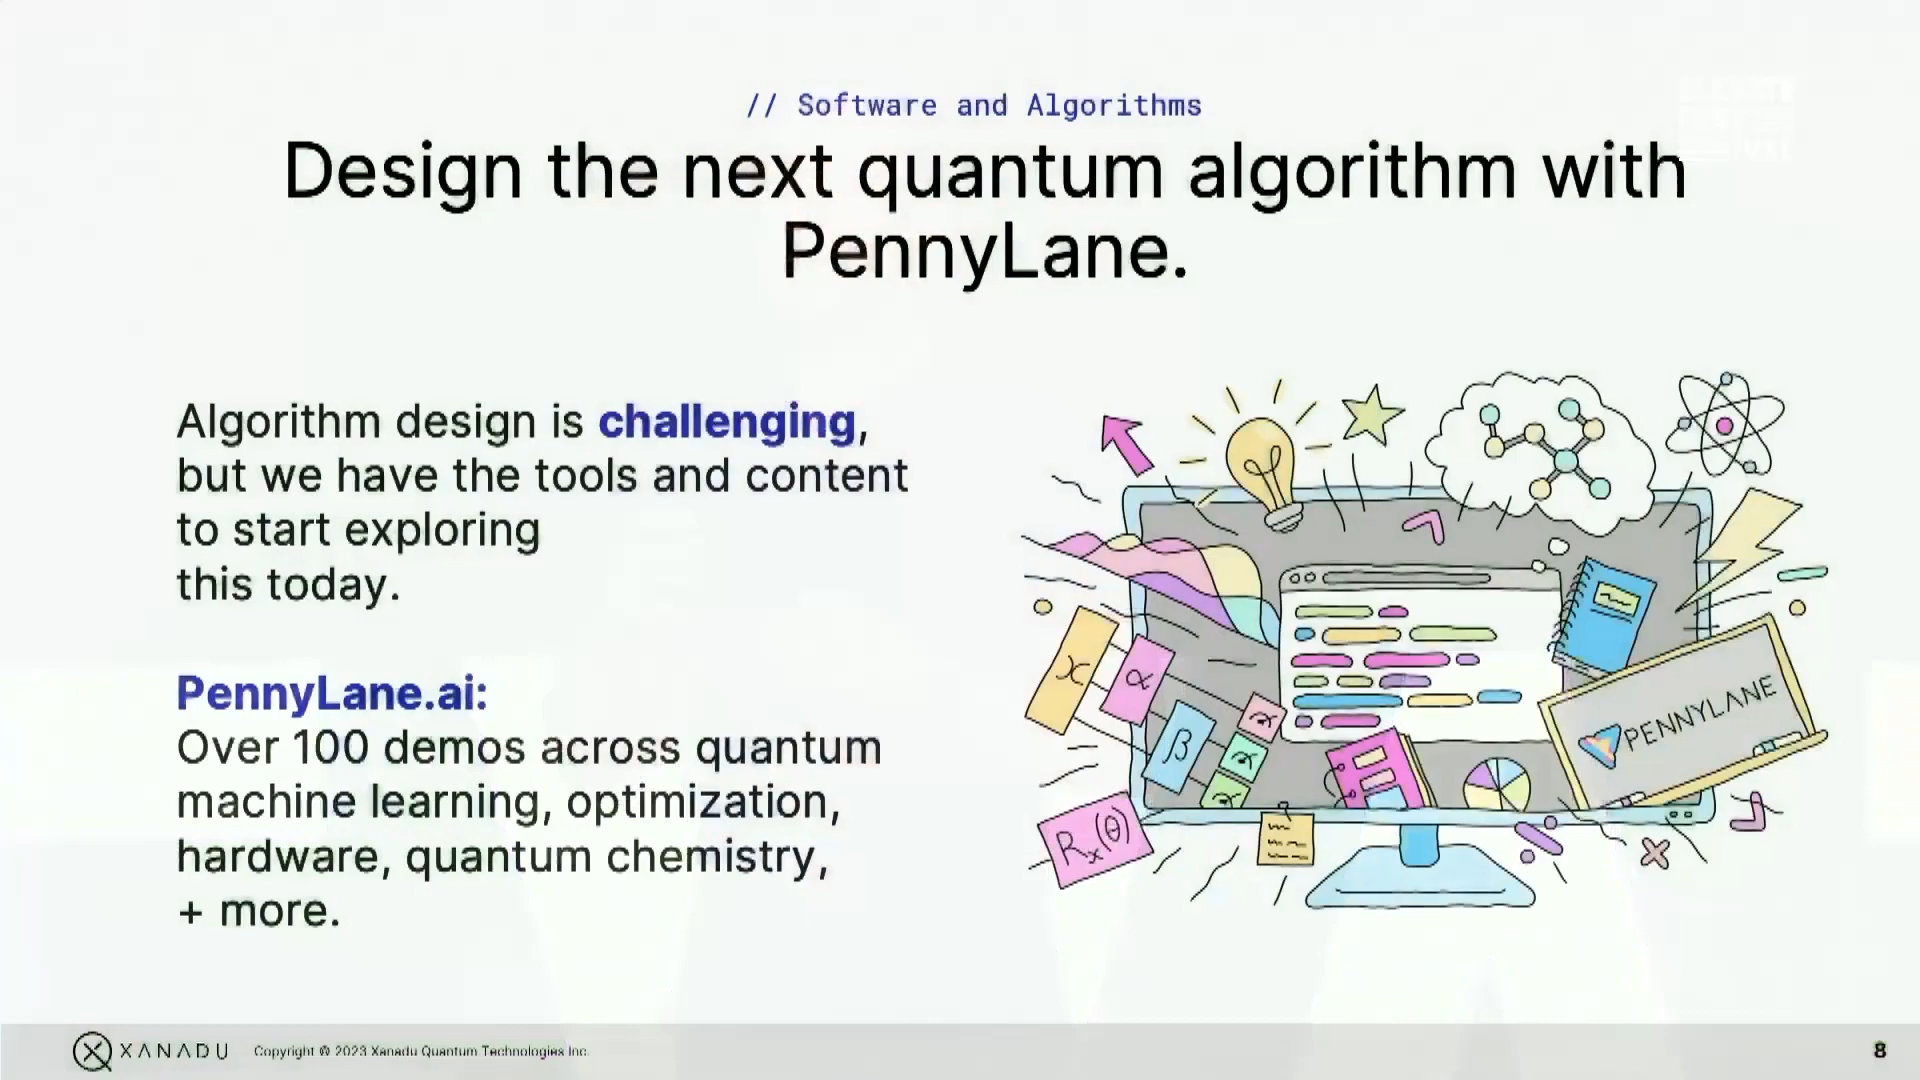 // Software and Algorithms
Design the next quantum algorithm with
PennyLane.
Algorithm design is challenging,
but we have the tools and content
to start exploring
this today.
PennyLane.ai:
Over 100 demos across quantum
machine learning, optimization,
hardware, quantum chemistry,
+ more.
x
α
β
Rx(θ)
PENNYLANE
XANADU
Copyright © 2023 Xanadu Quantum Technologies Inc.
8